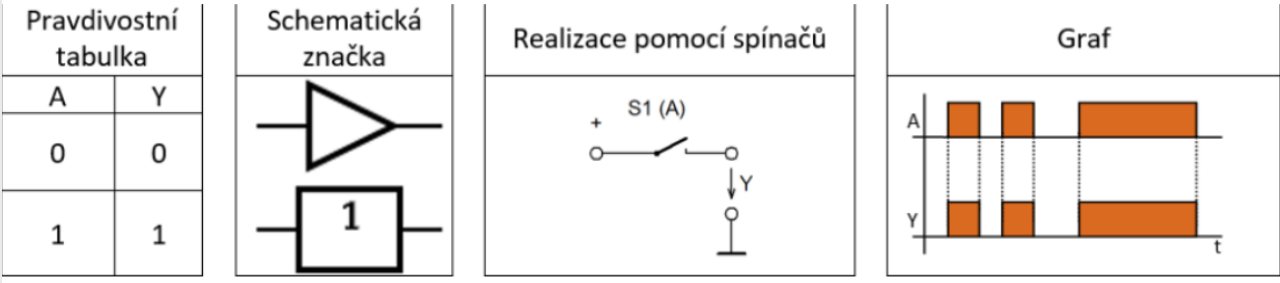 Pravdivostní
tabulka
A Y
0 0
1 1
Schematická
značka
1
Realizace pomocí spínačů
S1 (A)
+
Y
Graf
A
Y
t